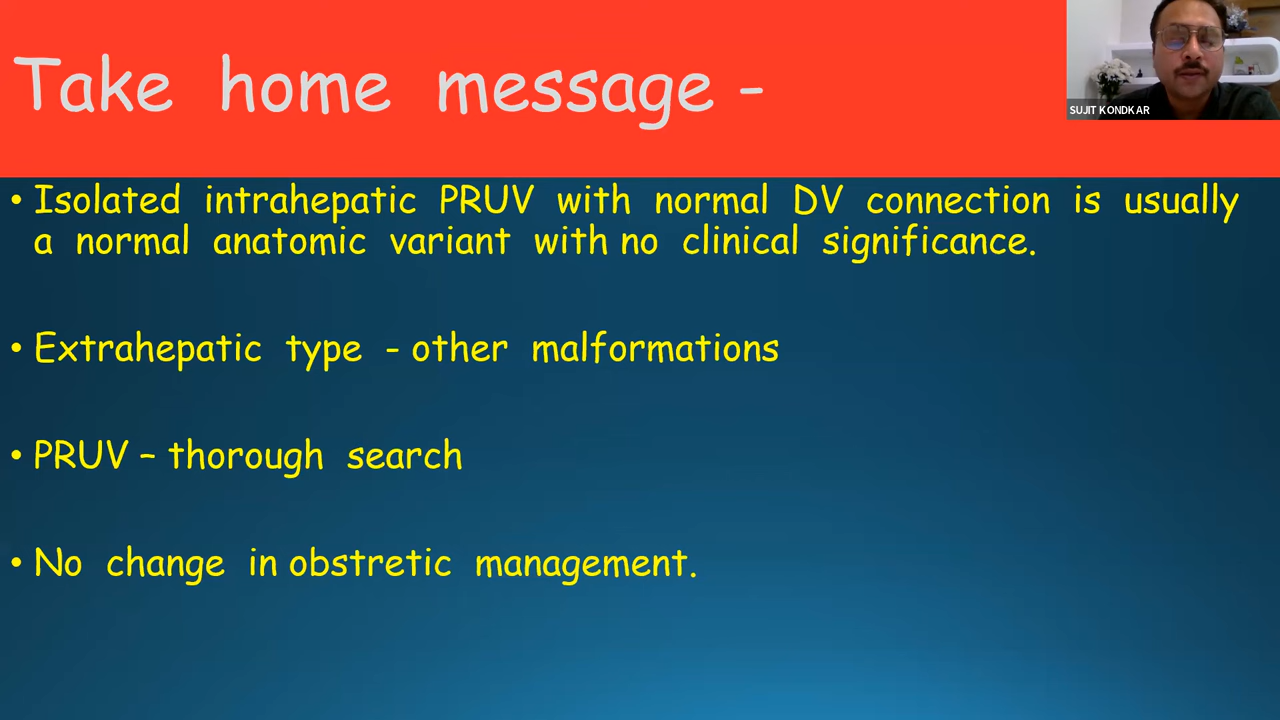 Take home message -
SUJIT KONDKAR
• Isolated intrahepatic PRUV with normal DV connection is usually
a normal anatomic variant with no clinical significance.
• Extrahepatic type - other malformations
• PRUV – thorough search
• No change in obstretic management.